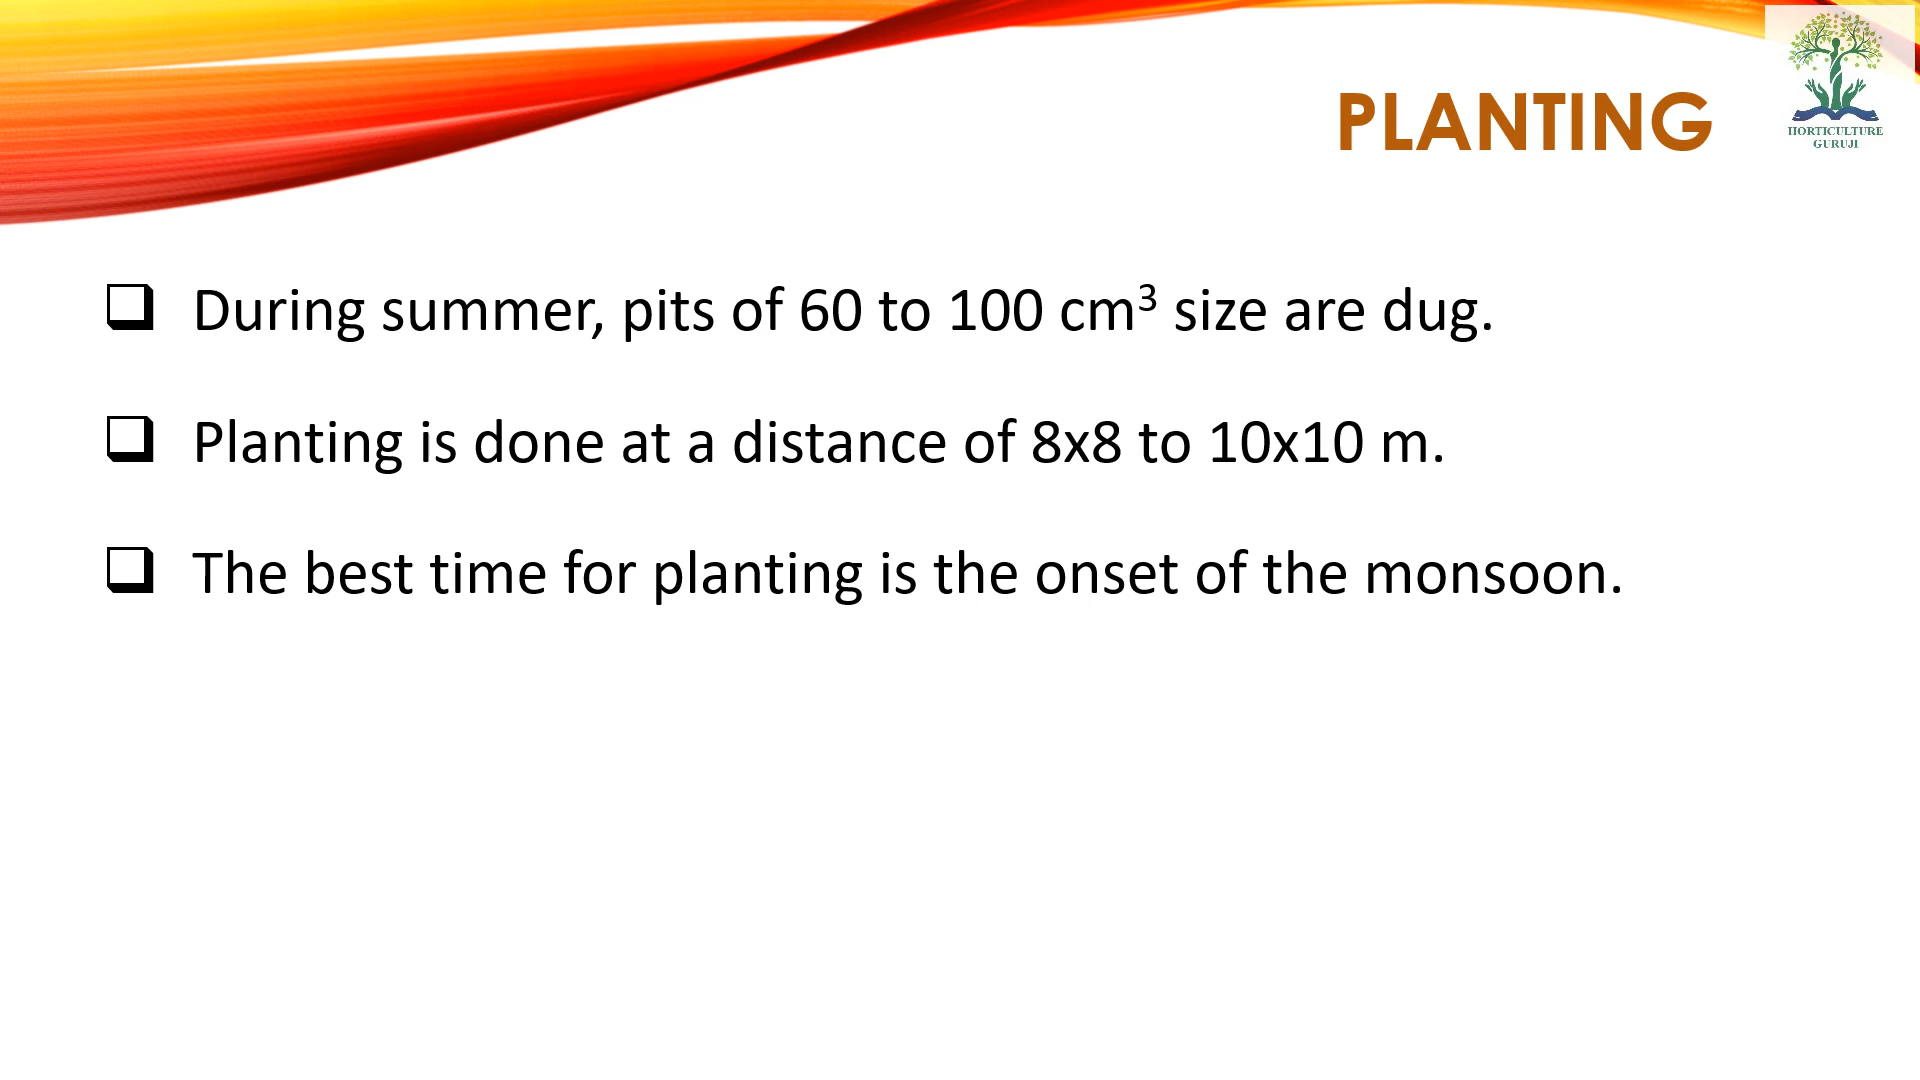 PLANTING
HORTICULTURE
GURUJI
❑ During summer, pits of 60 to 100 cm³ size are dug.
❑ Planting is done at a distance of 8x8 to 10x10 m.
❑ The best time for planting is the onset of the monsoon.